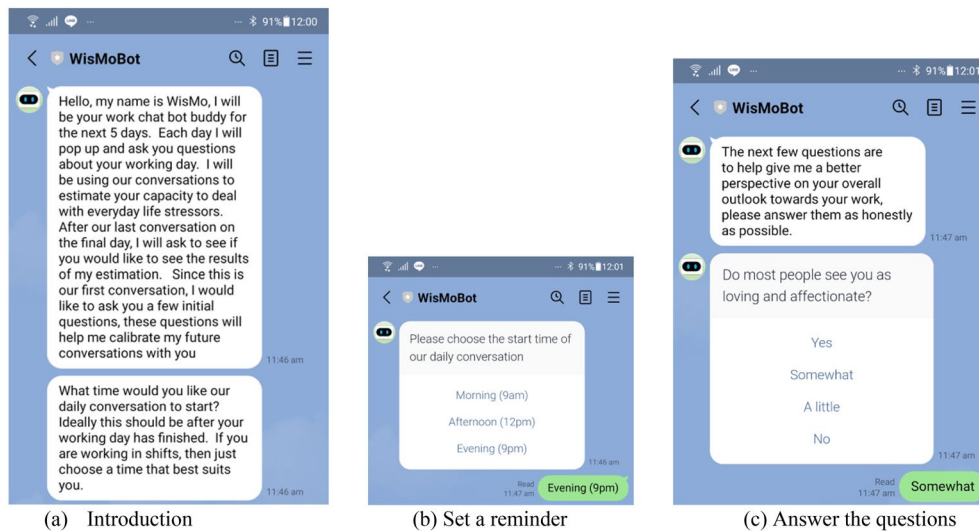 91% 12:00
WisMoBot
Hello, my name is WisMo, I will
be your work chat bot buddy for
the next 5 days.  Each day I will
pop up and ask you questions
about your working day.  I will
be using our conversations to
estimate your capacity to deal
with everyday life stressors.
After our last conversation on
the final day, I will ask to see if
you would like to see the results
of my estimation.   Since this is
our first conversation, I would
like to ask you a few initial
questions, these questions will
help me calibrate my future
conversations with you
11:46 am
What time would you like our
daily conversation to start?
Ideally this should be after your
working day has finished.  If you
are working in shifts, then just
choose a time that best suits
you.
11:46 am
(a)    Introduction
91% 12:01
WisMoBot
Please choose the start time of
our daily conversation
Morning (9am)
Afternoon (12pm)
Evening (9pm)
11:46 am
Read
11:47 am
Evening (9pm)
(b) Set a reminder
91% 12:01
WisMoBot
The next few questions are
to help give me a better
perspective on your overall
outlook towards your work,
please answer them as honestly
as possible.
11:47 am
Do most people see you as
loving and affectionate?
Yes
Somewhat
A little
No
11:47 am
Read
11:47 am
Somewhat
(c) Answer the questions